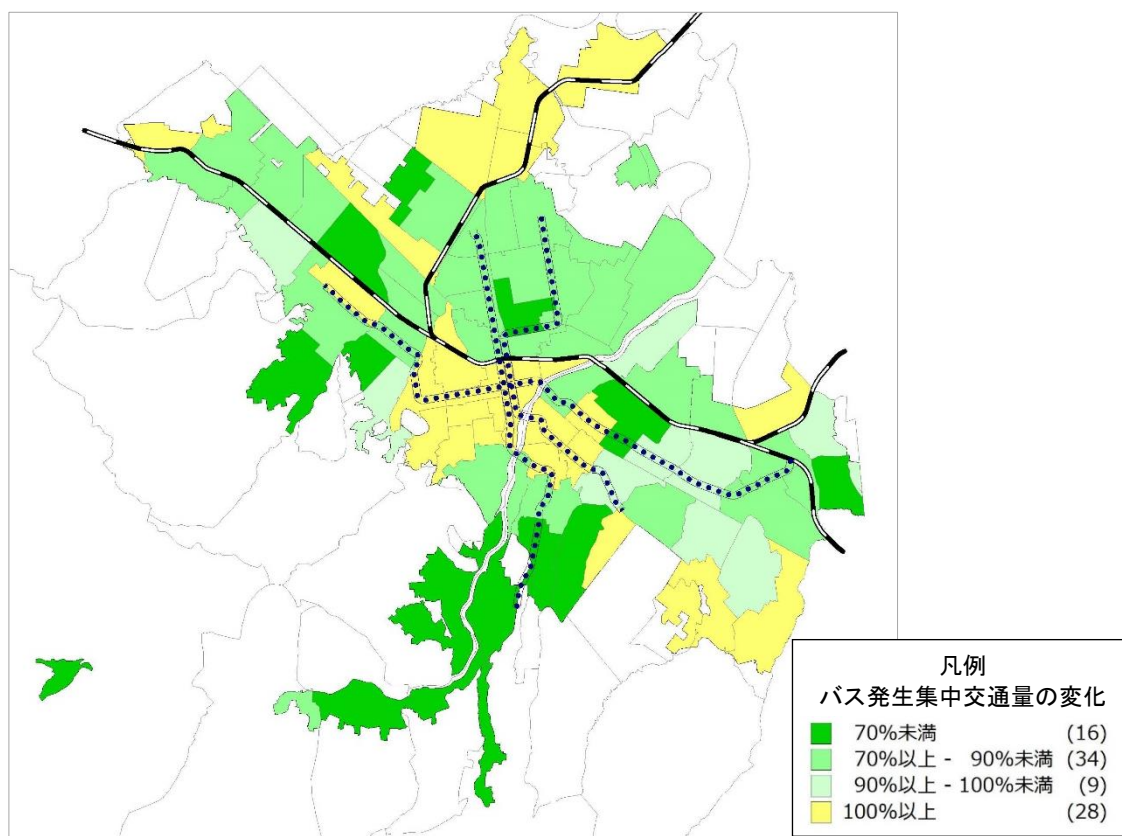 凡例
バス発生集中交通量の変化
70%未満 (16)
70%以上 - 90%未満 (34)
90%以上 - 100%未満 (9)
100%以上 (28)